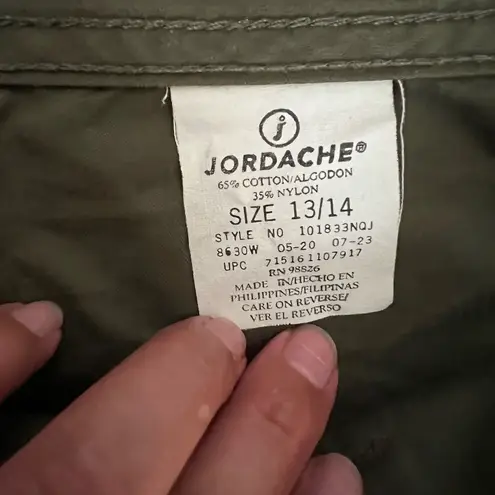 j
JORDACHE®
65% COTTON/ALGODON
35% NYLON
SIZE 13/14
STYLE NO 101833NQJ
8630W 05-20 07-23
UPC 715161107917
RN 98826
MADE IN/HECHO EN
PHILIPPINES/FILIPINAS
CARE ON REVERSE/
VER EL REVERSO